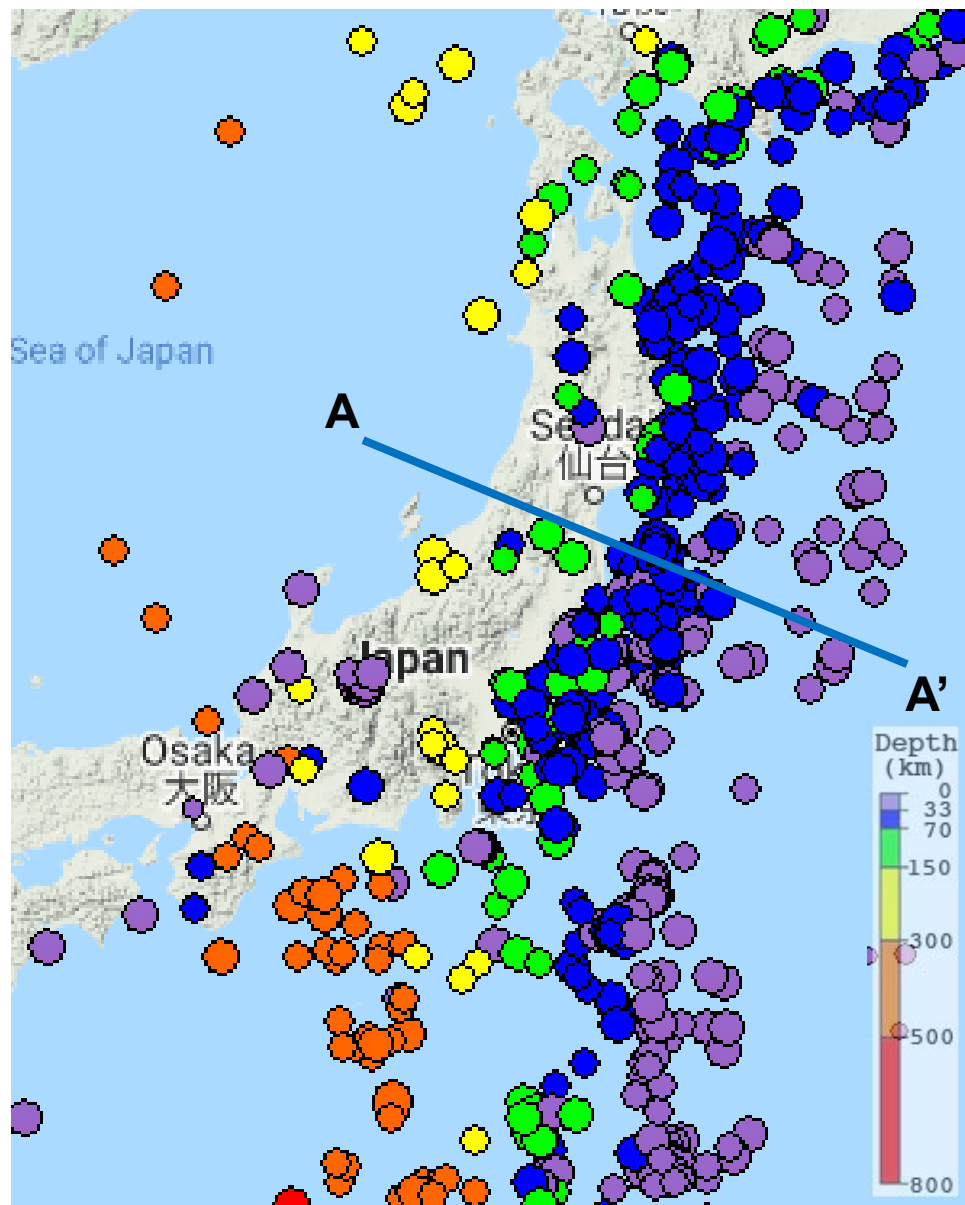 Sea of Japan
A
Sendai
仙台
Japan
Osaka
大阪
A’
Depth
(km)
0
33
70
150
300
500
800